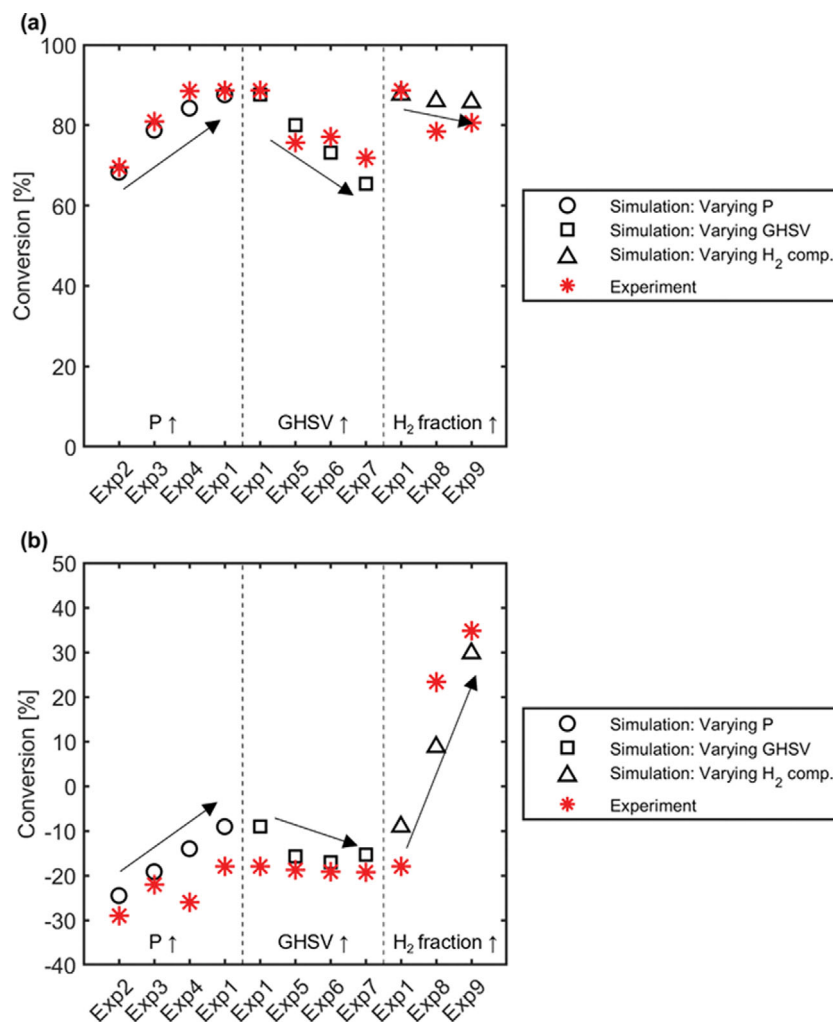 (a)
100
80
60
40
20
0
Conversion [%]
P ↑
GHSV ↑
H2 fraction ↑
Exp2
Exp3
Exp4
Exp1
Exp1
Exp5
Exp6
Exp7
Exp1
Exp8
Exp9
Simulation: Varying P
Simulation: Varying GHSV
Simulation: Varying H2 comp.
Experiment
(b)
50
40
30
20
10
0
-10
-20
-30
-40
Conversion [%]
P ↑
GHSV ↑
H2 fraction ↑
Exp2
Exp3
Exp4
Exp1
Exp1
Exp5
Exp6
Exp7
Exp1
Exp8
Exp9
Simulation: Varying P
Simulation: Varying GHSV
Simulation: Varying H2 comp.
Experiment